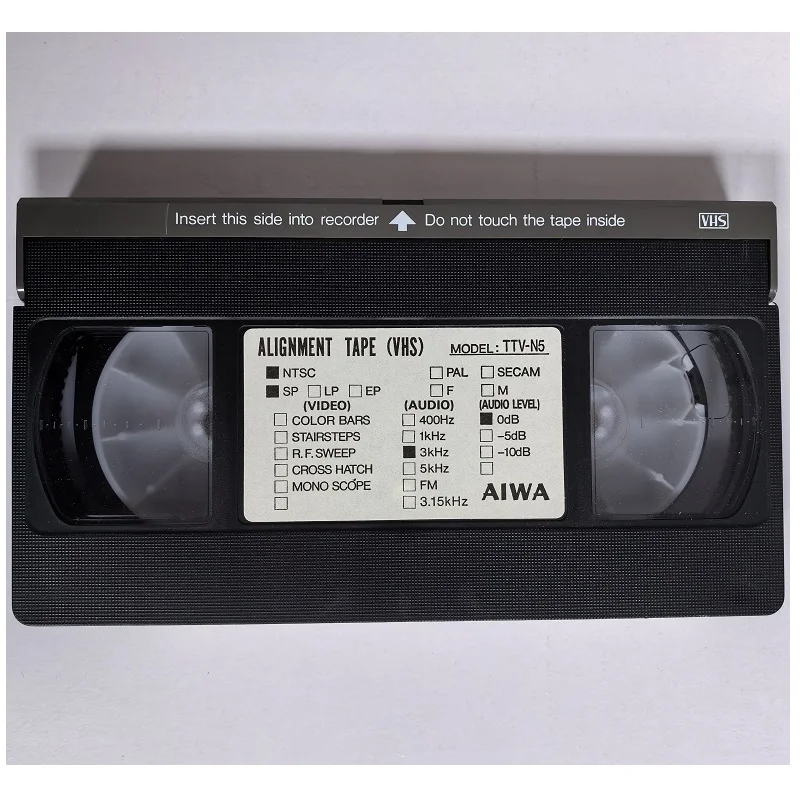 Insert this side into recorder ⬆ Do not touch the tape inside VHS
ALIGNMENT TAPE (VHS) MODEL: TTV-N5
■ NTSC □ PAL □ SECAM
■ SP □ LP □ EP □ F □ M
(VIDEO) (AUDIO) (AUDIO LEVEL)
□ COLOR BARS □ 400Hz ■ 0dB
□ STAIRSTEPS □ 1kHz □ -5dB
□ R.F. SWEEP ■ 3kHz □ -10dB
□ CROSS HATCH □ 5kHz □
□ MONO SCOPE □ FM AIWA
□ □ 3.15kHz